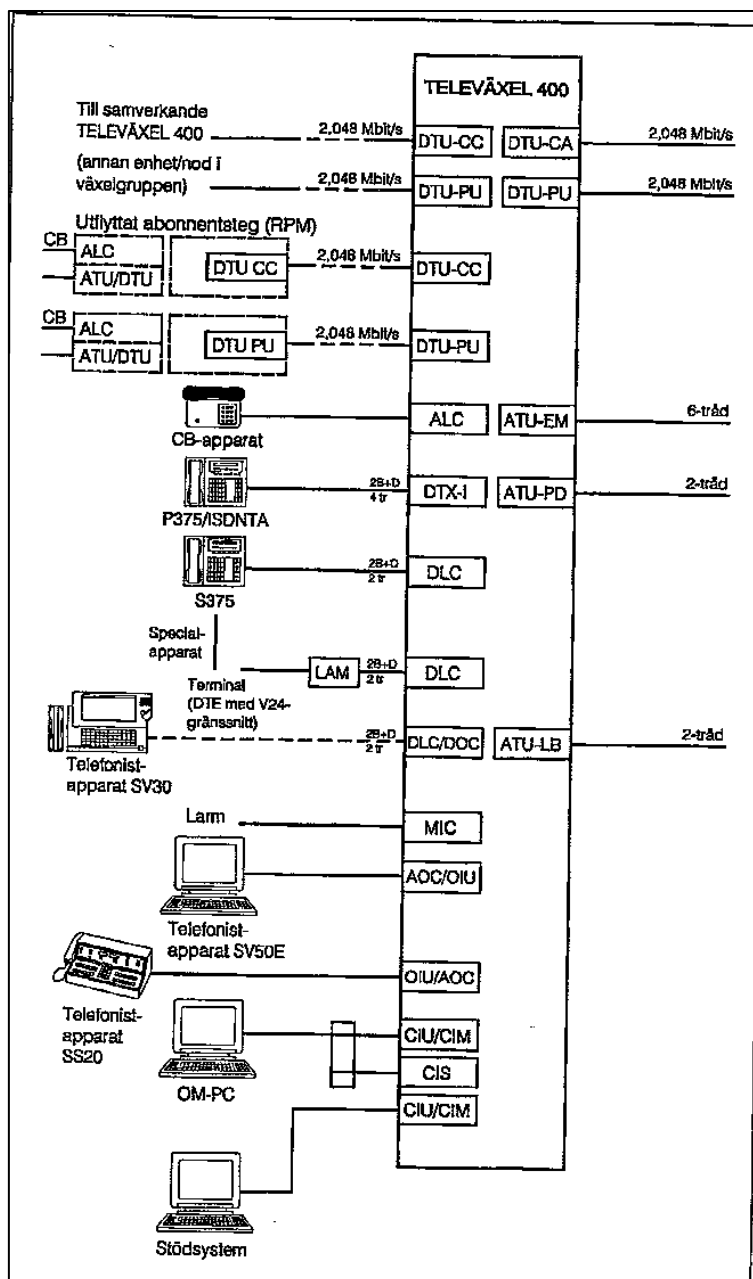 TELEVÄXEL 400
Till samverkande
TELEVÄXEL 400
2,048 Mbit/s
DTU-CC
DTU-CA
2,048 Mbit/s
(annan enhet/nod i
växelgruppen)
2,048 Mbit/s
DTU-PU
DTU-PU
2,048 Mbit/s
Utflyttat abonnentsteg (RPM)
CB
ALC
ATU/DTU
DTU CC
2,048 Mbit/s
DTU-CC
CB
ALC
ATU/DTU
DTU PU
2,048 Mbit/s
DTU-PU
CB-apparat
ALC
ATU-EM
6-tråd
P375/ISDNTA
2B+D
4 tr
DTX-I
ATU-PD
2-tråd
S375
2B+D
2 tr
DLC
Special-
apparat
Terminal
(DTE med V24-
gränssnitt)
LAM
2B+D
2 tr
DLC
Telefonist-
apparat SV30
2B+D
2 tr
DLC/DOC
ATU-LB
2-tråd
Larm
MIC
Telefonist-
apparat SV50E
AOC/OIU
Telefonist-
apparat
SS20
OIU/AOC
OM-PC
CIU/CIM
CIS
CIU/CIM
Stödsystem